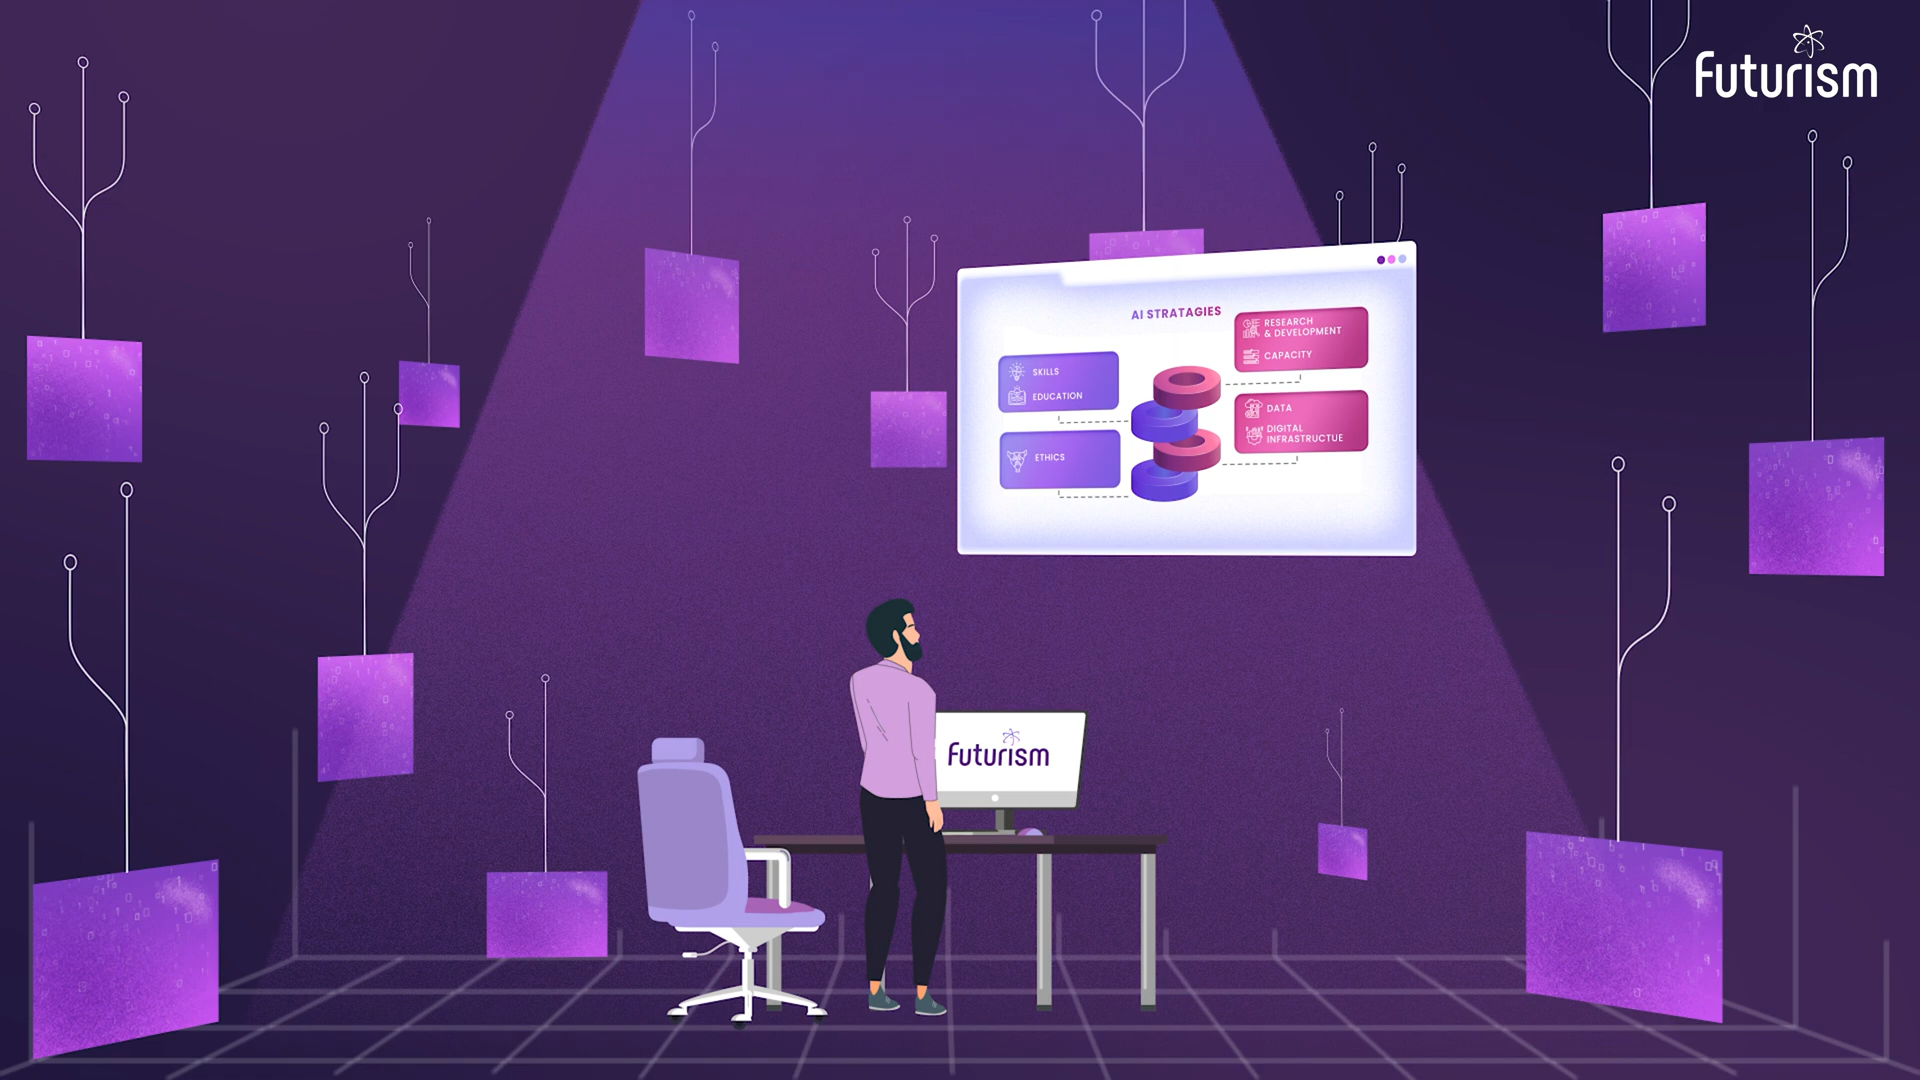 Futurism
AI STRATAGIES
RESEARCH
& DEVELOPMENT
CAPACITY
SKILLS
EDUCATION
DATA
DIGITAL
INFRASTRUCTUE
ETHICS
Futurism